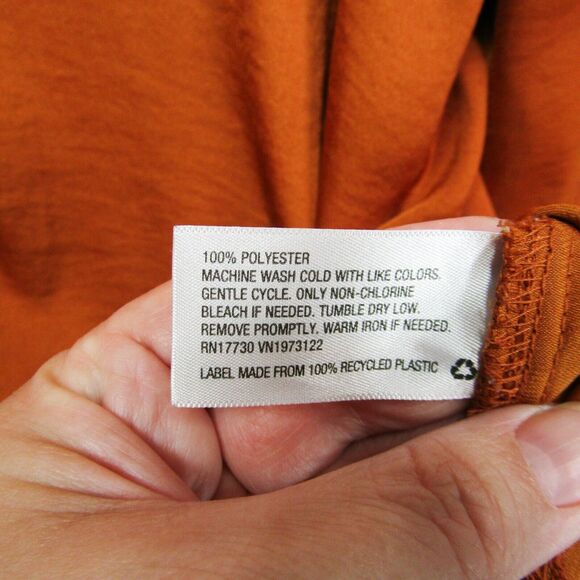 100% POLYESTER
MACHINE WASH COLD WITH LIKE COLORS.
GENTLE CYCLE. ONLY NON-CHLORINE
BLEACH IF NEEDED. TUMBLE DRY LOW.
REMOVE PROMPTLY. WARM IRON IF NEEDED.
RN17730 VN1973122
LABEL MADE FROM 100% RECYCLED PLASTIC